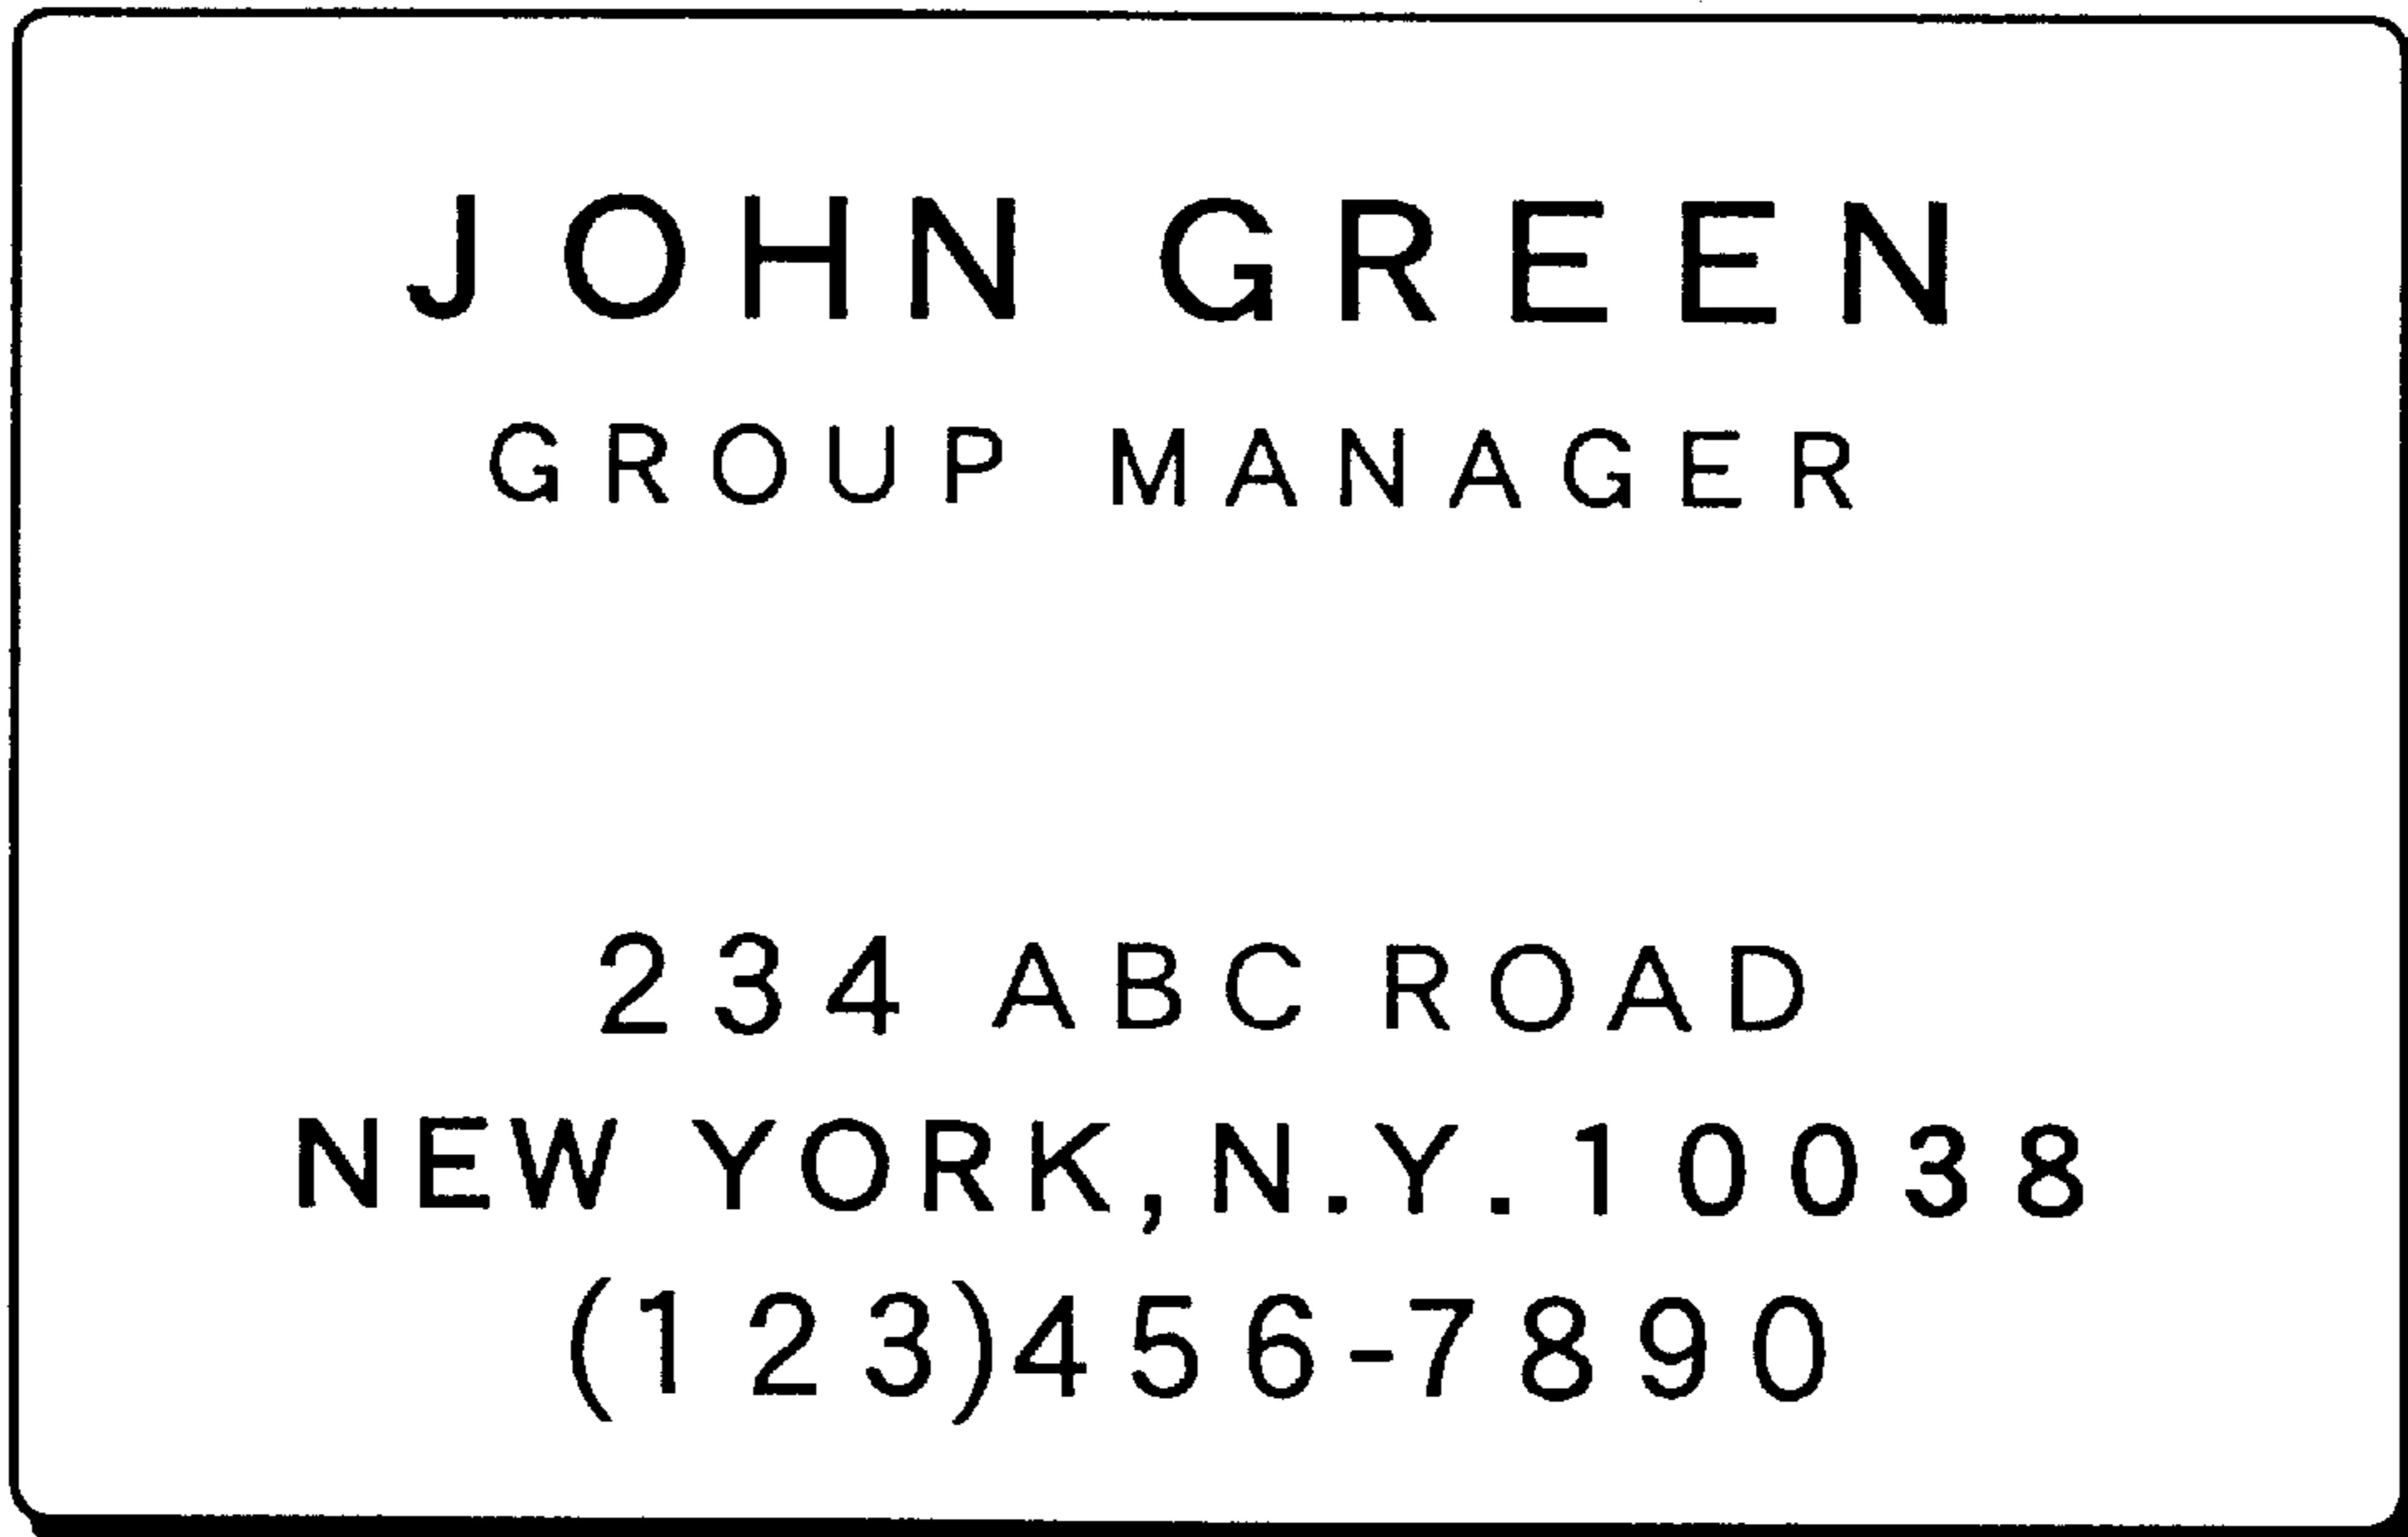 JOHN GREEN
GROUP MANAGER
234 ABC ROAD
NEW YORK,N.Y.10038
(123)456-7890